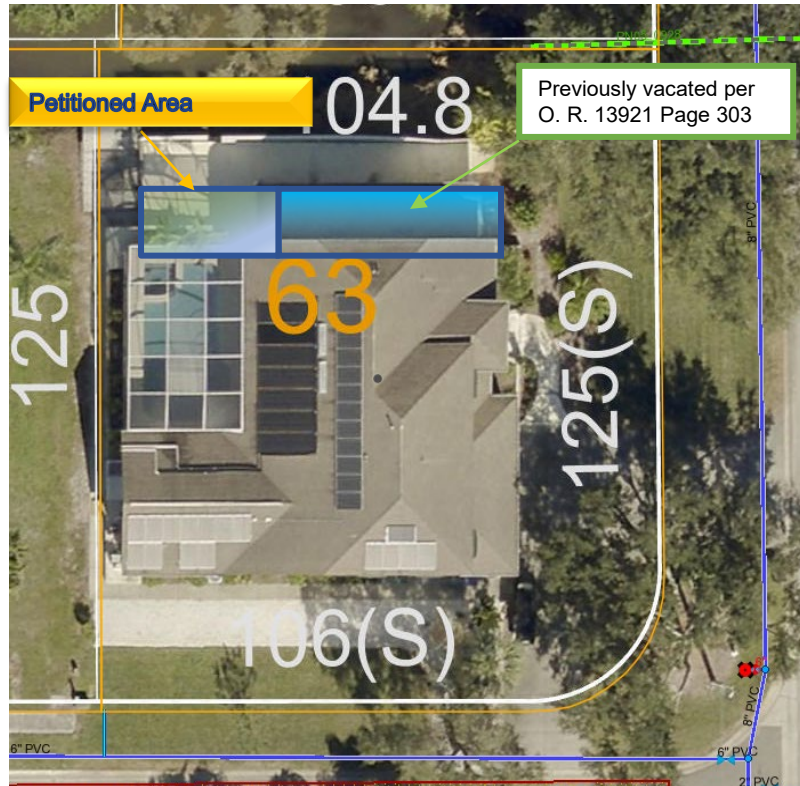 Petitioned Area
104.8
Previously vacated per
O. R. 13921 Page 303
8" PVC
63
125
125(S)
106(S)
8" PVC
6" PVC
6" PVC
2" PVC